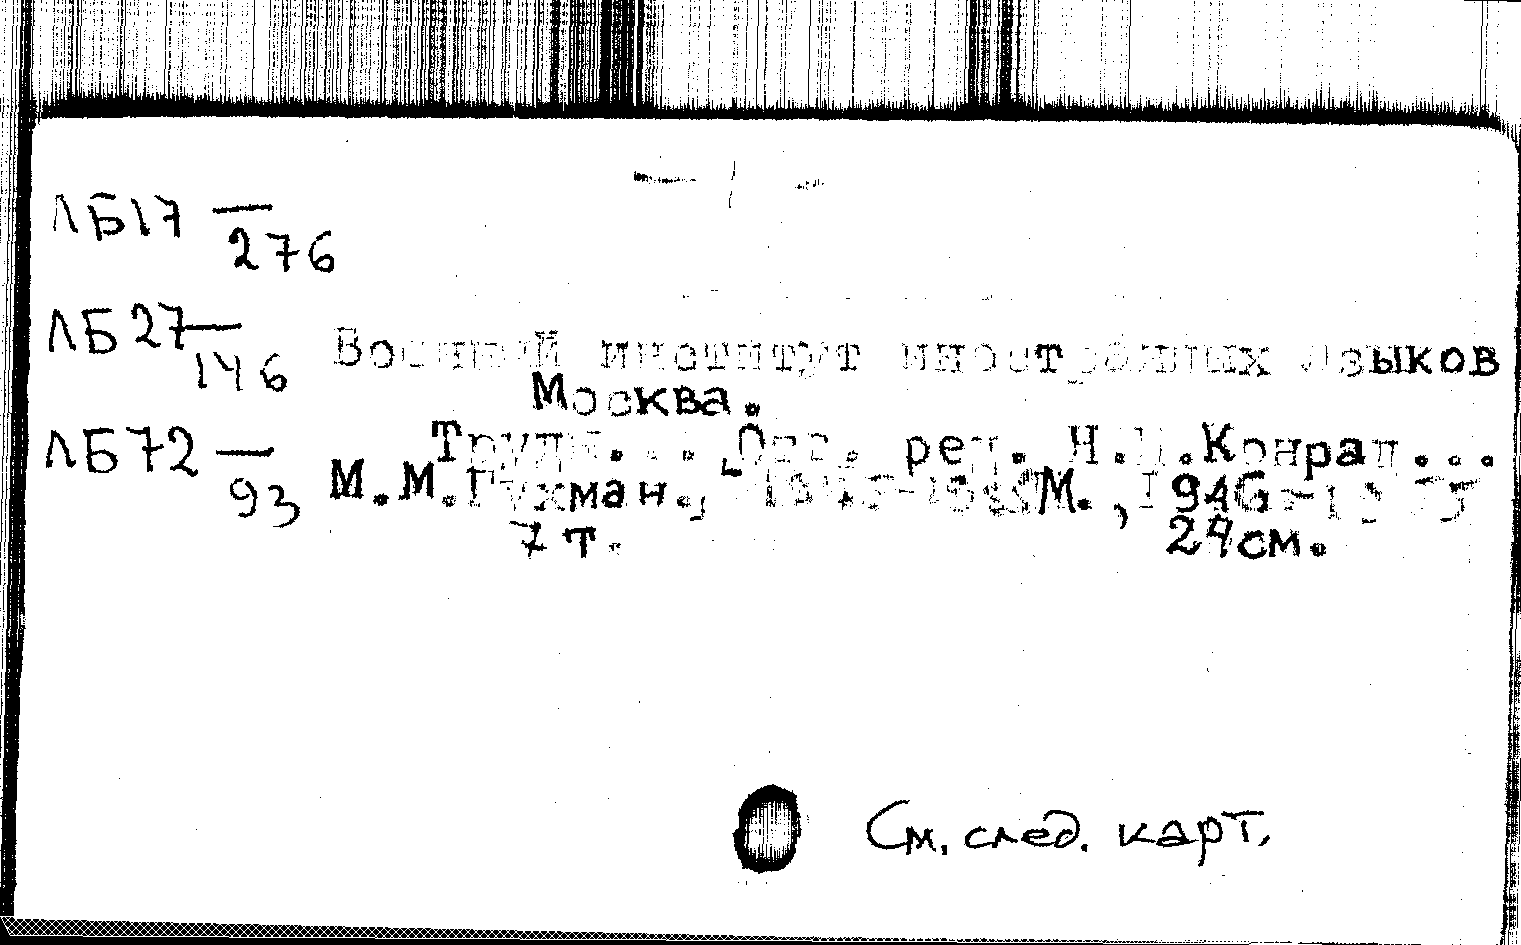 ЛБ17 —
276
ЛБ27 —
146
Военный институт иностранных языков
Москва.
ЛБ72 —
93
Труды... Отв. ред. Н.И.Конрад...
М.М.Гухман., М., 1946-
7 т. 24см.
См. след. карт.